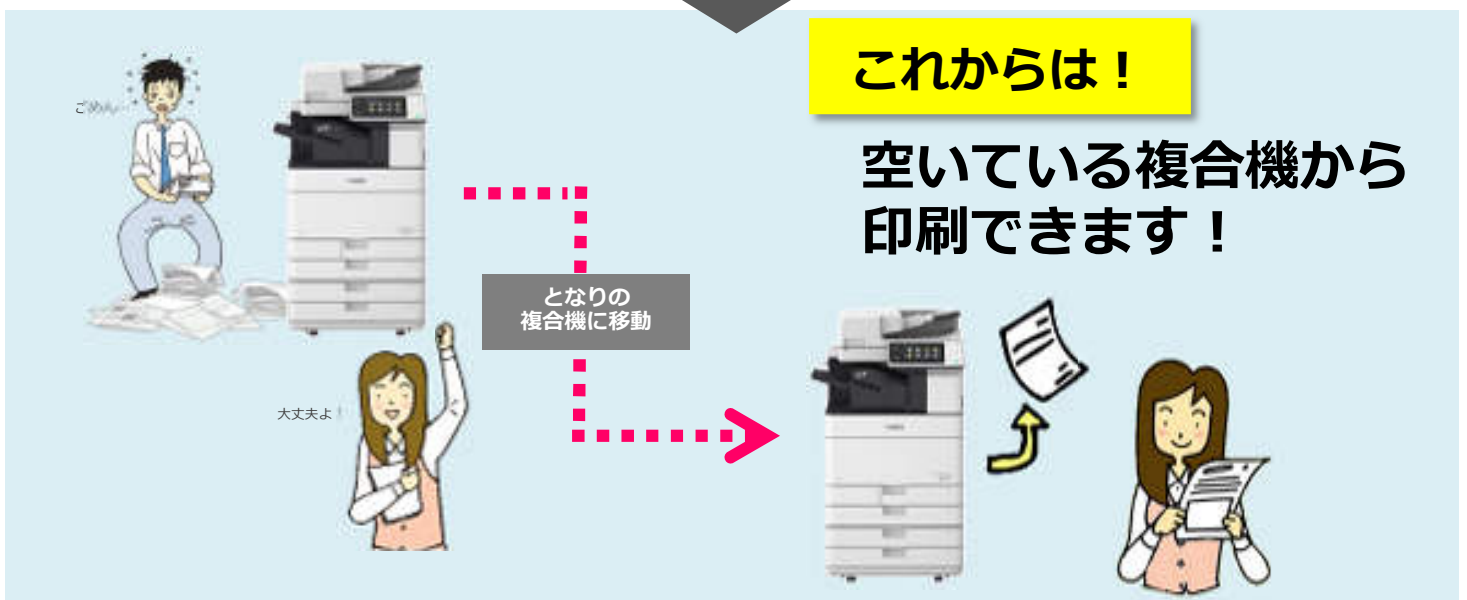 これからは！
空いている複合機から
印刷できます！
ごめん…
となりの
複合機に移動
大丈夫よ！